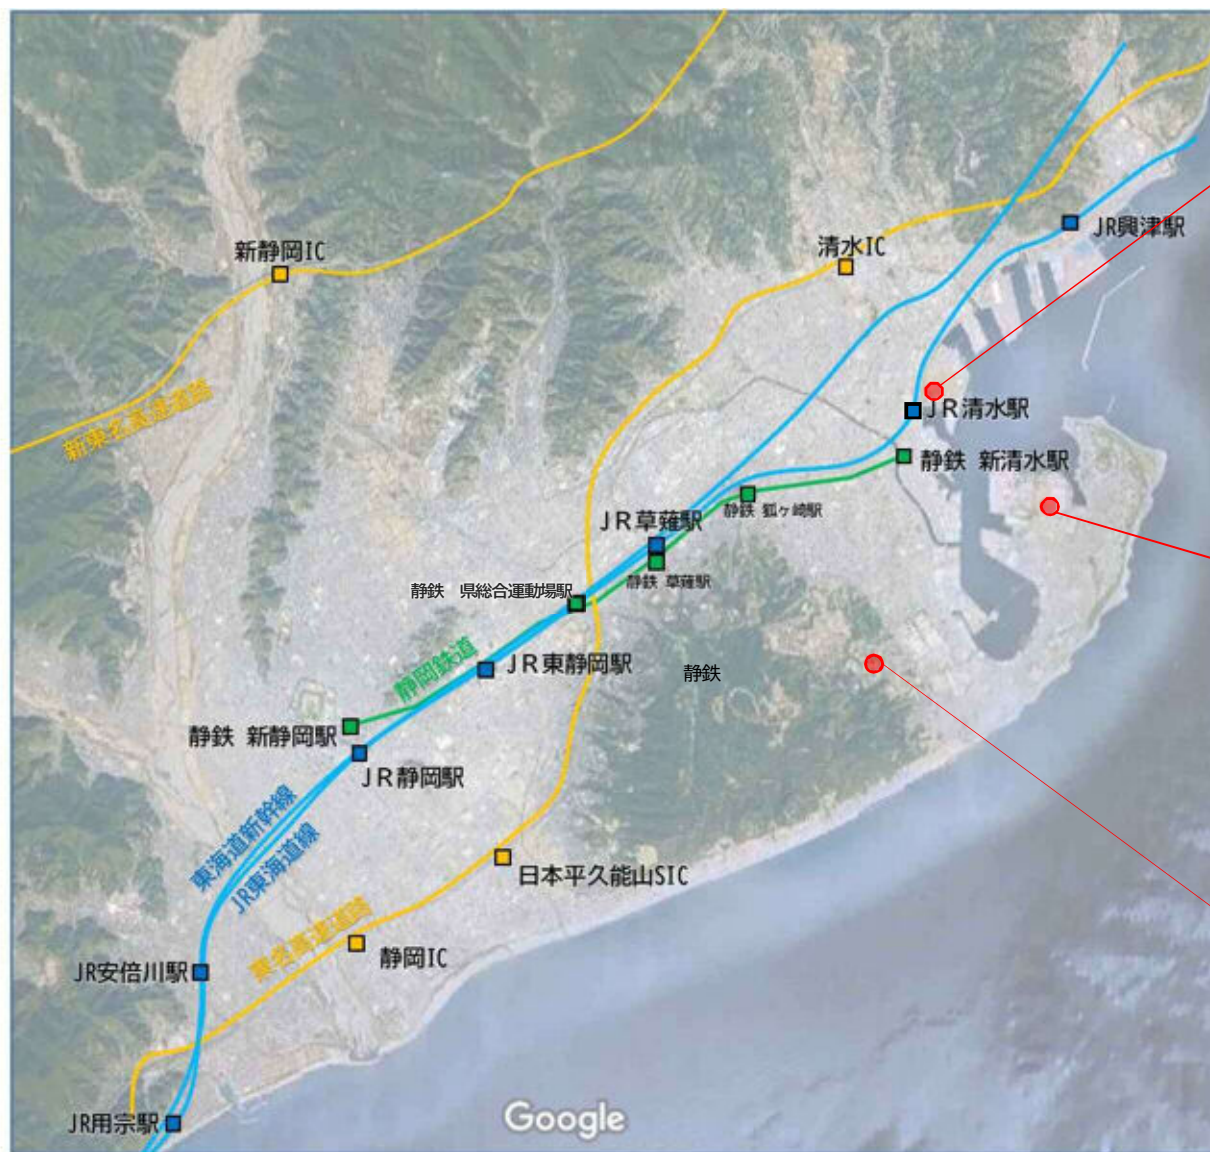 JR興津駅
新静岡IC
清水IC
新東名高速道路
JR清水駅
静鉄 新清水駅
静鉄 狐ヶ崎駅
JR草薙駅
静鉄 草薙駅
静鉄　県総合運動場駅
静岡鉄道
JR東静岡駅
静鉄
静鉄 新静岡駅
JR静岡駅
東海道新幹線
JR東海道線
日本平久能山SIC
東名高速道路
静岡IC
JR安倍川駅
JR用宗駅
Google